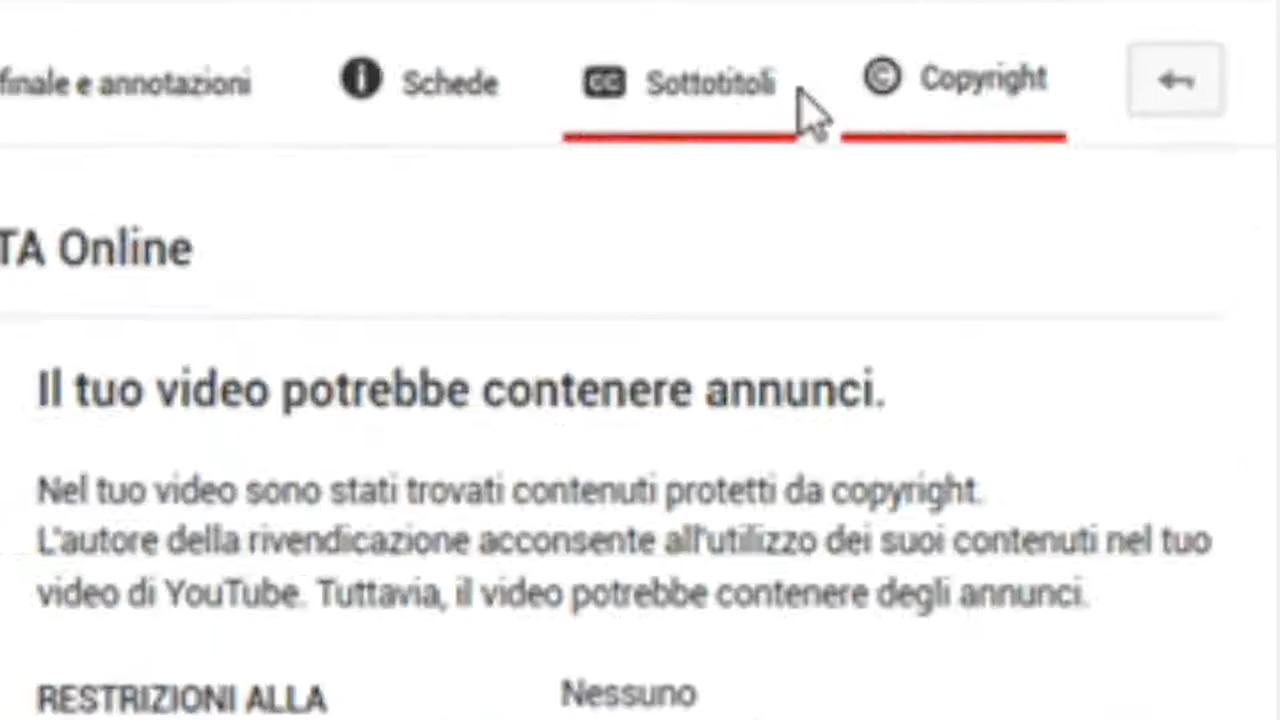 finale e annotazioni Schede CC Sottotitoli © Copyright
TA Online
Il tuo video potrebbe contenere annunci.
Nel tuo video sono stati trovati contenuti protetti da copyright.
L'autore della rivendicazione acconsente all'utilizzo dei suoi contenuti nel tuo
video di YouTube. Tuttavia, il video potrebbe contenere degli annunci.
RESTRIZIONI ALLA Nessuno